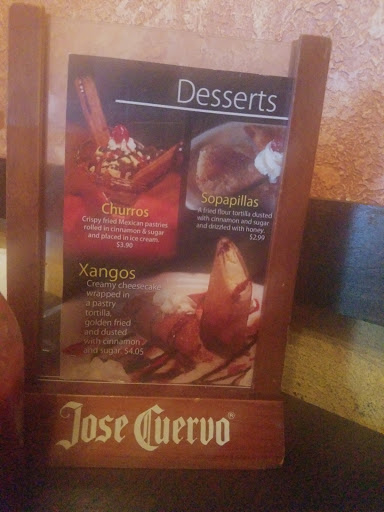 Desserts
Churros
Crispy fried Mexican pastries
rolled in cinnamon & sugar
and placed in ice cream.
$3.90
Sopapillas
A fried flour tortilla dusted
with cinnamon and sugar
and drizzled with honey.
$2.99
Xangos
Creamy cheesecake
wrapped in
a pastry
tortilla,
golden fried
and dusted
with cinnamon
and sugar. $4.05
Jose Cuervo®